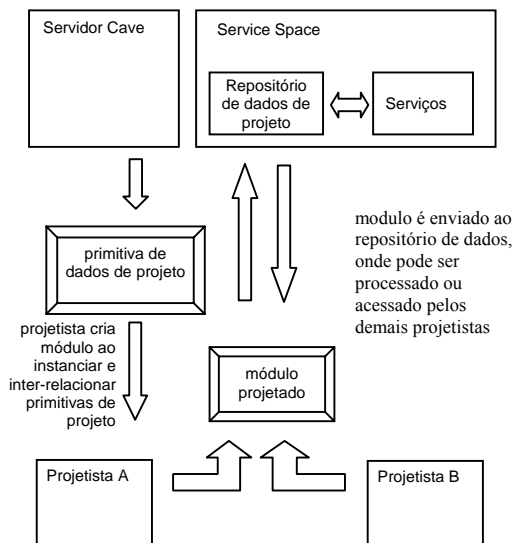 Servidor Cave
Service Space
Repositório
de dados de
projeto
Serviços
primitiva de
dados de projeto
modulo é enviado ao
repositório de dados,
onde pode ser
processado ou
acessado pelos
demais projetistas
projetista cria
módulo ao
instanciar e
inter-relacionar
primitivas de
projeto
módulo
projetado
Projetista A
Projetista B